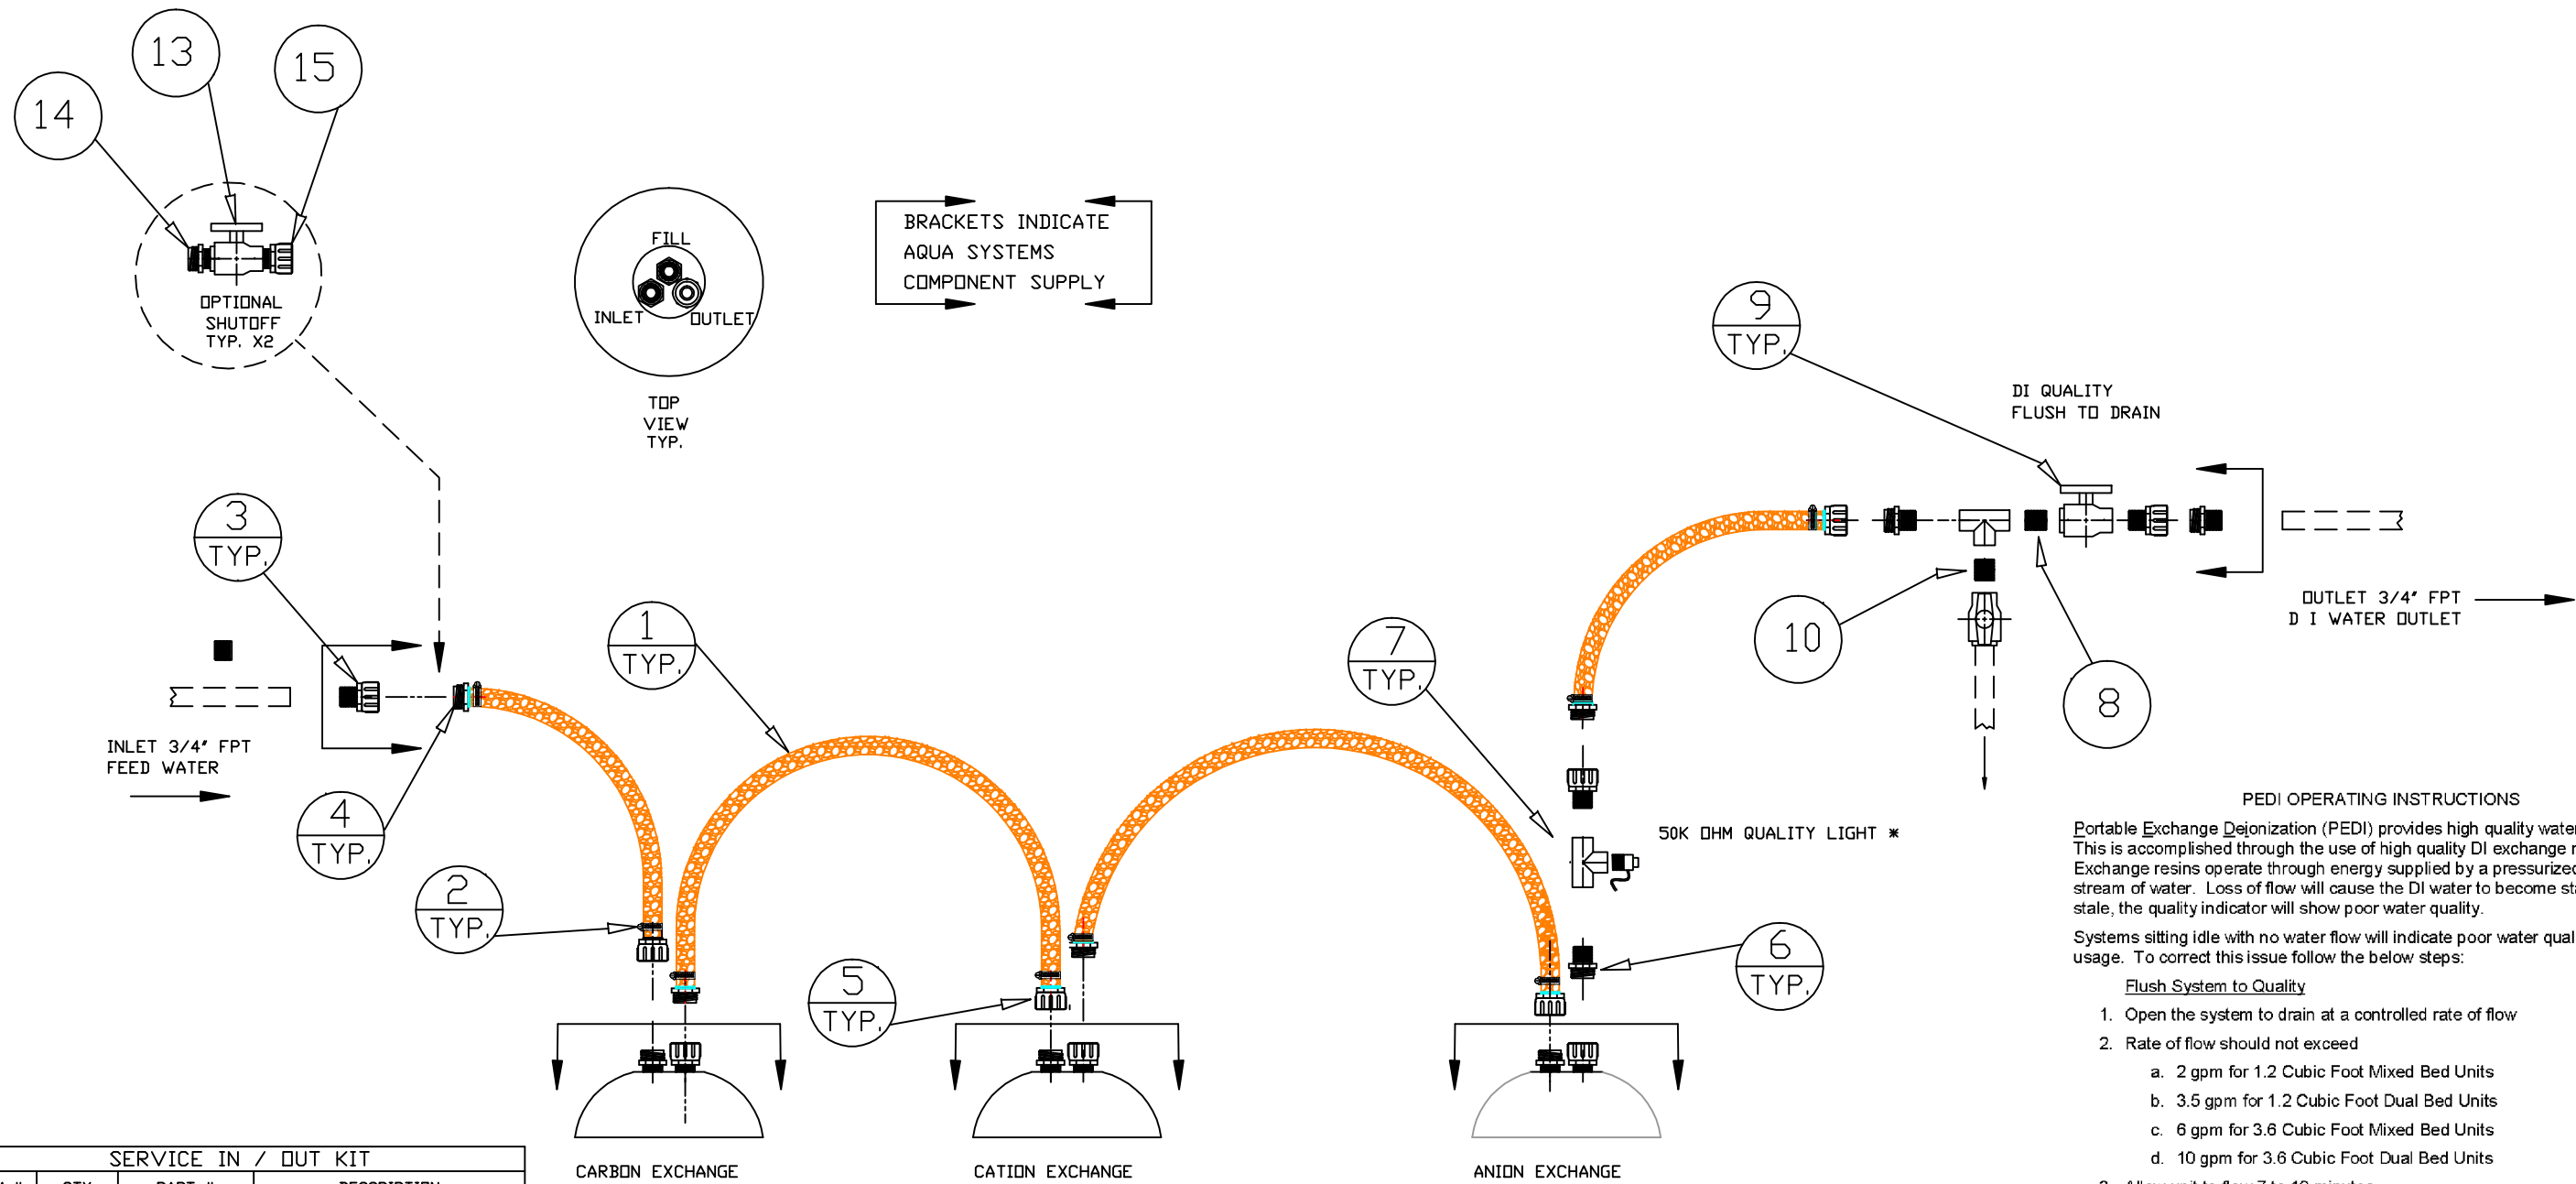 13
15
14
OPTIONAL
SHUTOFF
TYP. X2
FILL
INLET
OUTLET
TOP
VIEW
TYP.
BRACKETS INDICATE
AQUA SYSTEMS
COMPONENT SUPPLY
9
TYP.
DI QUALITY
FLUSH TO DRAIN
3
TYP.
1
TYP.
7
TYP.
10
8
OUTLET 3/4" FPT
D I WATER OUTLET
INLET 3/4" FPT
FEED WATER
4
TYP.
2
TYP.
5
TYP.
6
TYP.
50K OHM QUALITY LIGHT *
CARBON EXCHANGE
CATION EXCHANGE
ANION EXCHANGE
SERVICE IN / OUT KIT
QTY PART # DESCRIPTION
PEDI OPERATING INSTRUCTIONS
Portable Exchange Dejonization (PEDI) provides high quality water
This is accomplished through the use of high quality DI exchange
Exchange resins operate through energy supplied by a pressurized
stream of water. Loss of flow will cause the DI water to become
stale, the quality indicator will show poor water quality.
Systems sitting idle with no water flow will indicate poor water
usage. To correct this issue follow the below steps:
Flush System to Quality
1. Open the system to drain at a controlled rate of flow
2. Rate of flow should not exceed
a. 2 gpm for 1.2 Cubic Foot Mixed Bed Units
b. 3.5 gpm for 1.2 Cubic Foot Dual Bed Units
c. 6 gpm for 3.6 Cubic Foot Mixed Bed Units
d. 10 gpm for 3.6 Cubic Foot Dual Bed Units